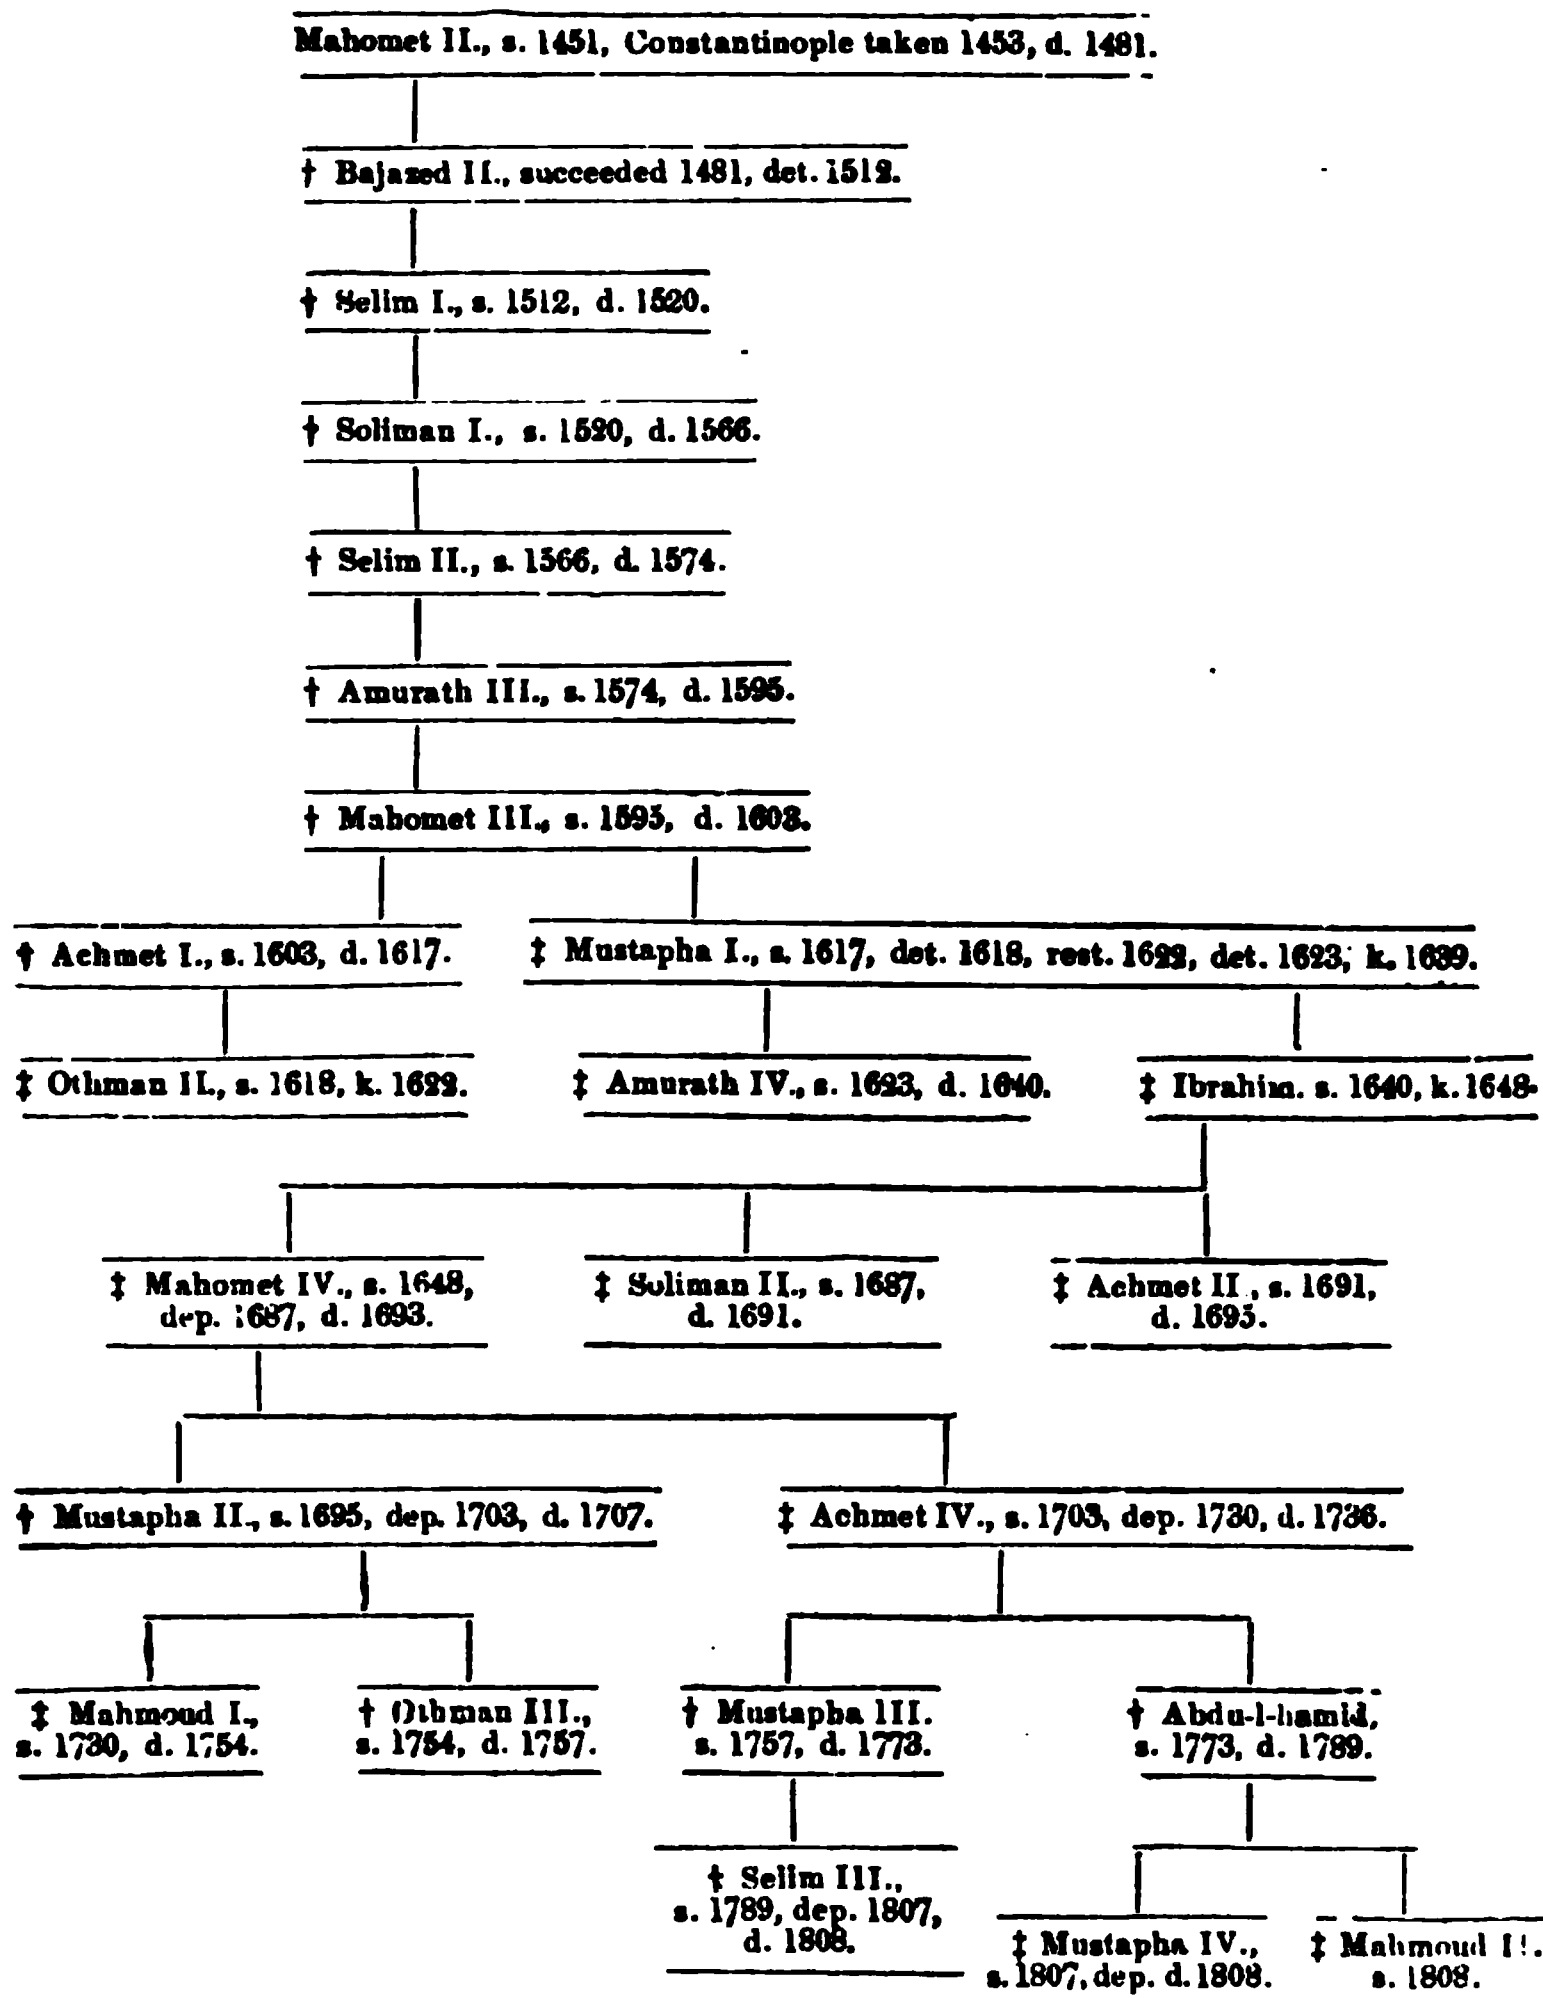 Mahomet II., s. 1451, Constantinople taken 1453, d. 1481.
† Bajazed II., succeeded 1481, det. 1512.
† Selim I., s. 1512, d. 1520.
† Soliman I., s. 1520, d. 1566.
† Selim II., s. 1566, d. 1574.
† Amurath III., s. 1574, d. 1595.
† Mahomet III., s. 1595, d. 1603.
† Achmet I., s. 1603, d. 1617.
‡ Mustapha I., s. 1617, det. 1618, rest. 1622, det. 1623, k. 1639.
‡ Othman II., s. 1618, k. 1622.
‡ Amurath IV., s. 1623, d. 1640.
‡ Ibrahim. s. 1640, k. 1648.
‡ Mahomet IV., s. 1648,
dep. 1687, d. 1693.
‡ Soliman II., s. 1687,
d. 1691.
‡ Achmet II., s. 1691,
d. 1695.
† Mustapha II., s. 1695, dep. 1703, d. 1707.
‡ Achmet IV., s. 1703, dep. 1730, d. 1736.
‡ Mahmoud I.,
s. 1730, d. 1754.
† Othman III.,
s. 1754, d. 1757.
† Mustapha III.
s. 1757, d. 1773.
† Abdu-l-hamid,
s. 1773, d. 1789.
‡ Selim III.,
s. 1789, dep. 1807,
d. 1808.
‡ Mustapha IV.,
s. 1807, dep. d. 1808.
‡ Mahmoud II.
s. 1808.